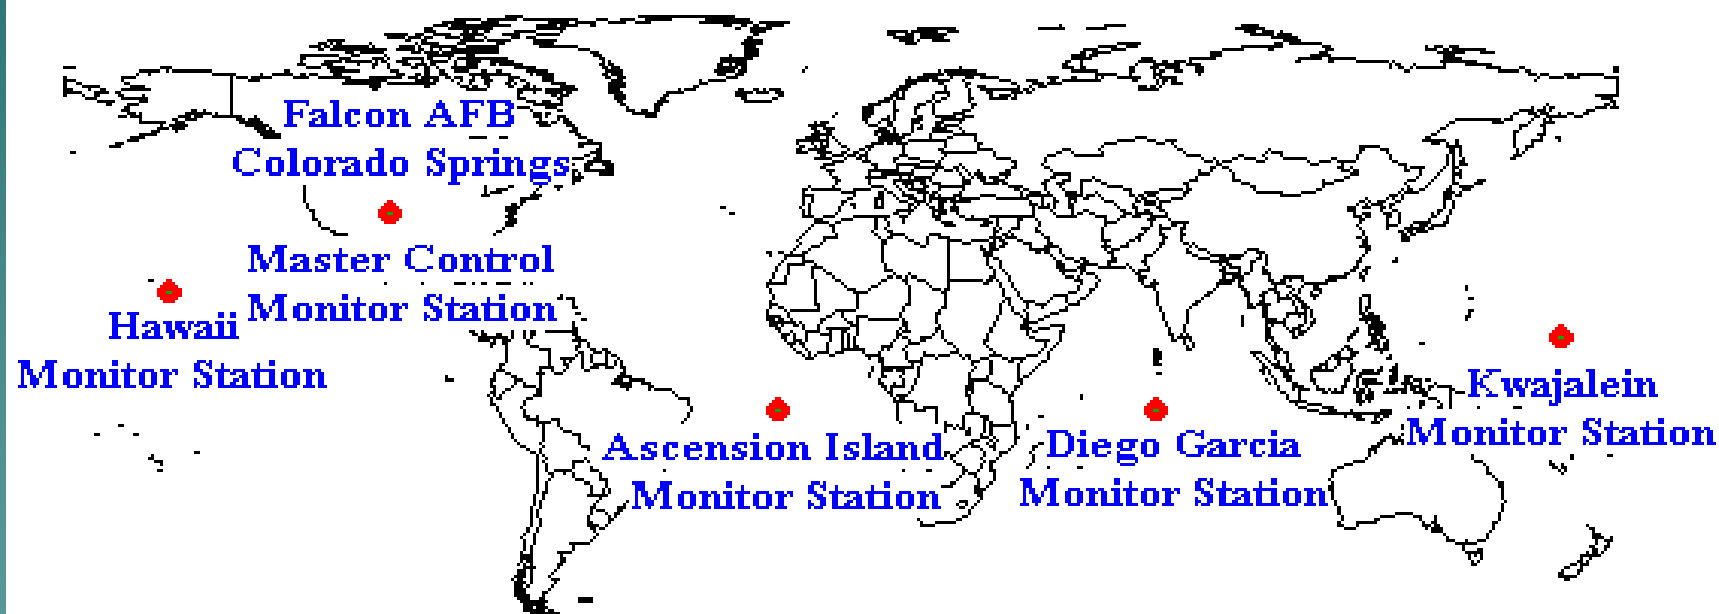 Falcon AFB
Colorado Springs
Master Control
Monitor Station
Hawaii
Monitor Station
Ascension Island
Monitor Station
Diego Garcia
Monitor Station
Kwajalein
Monitor Station